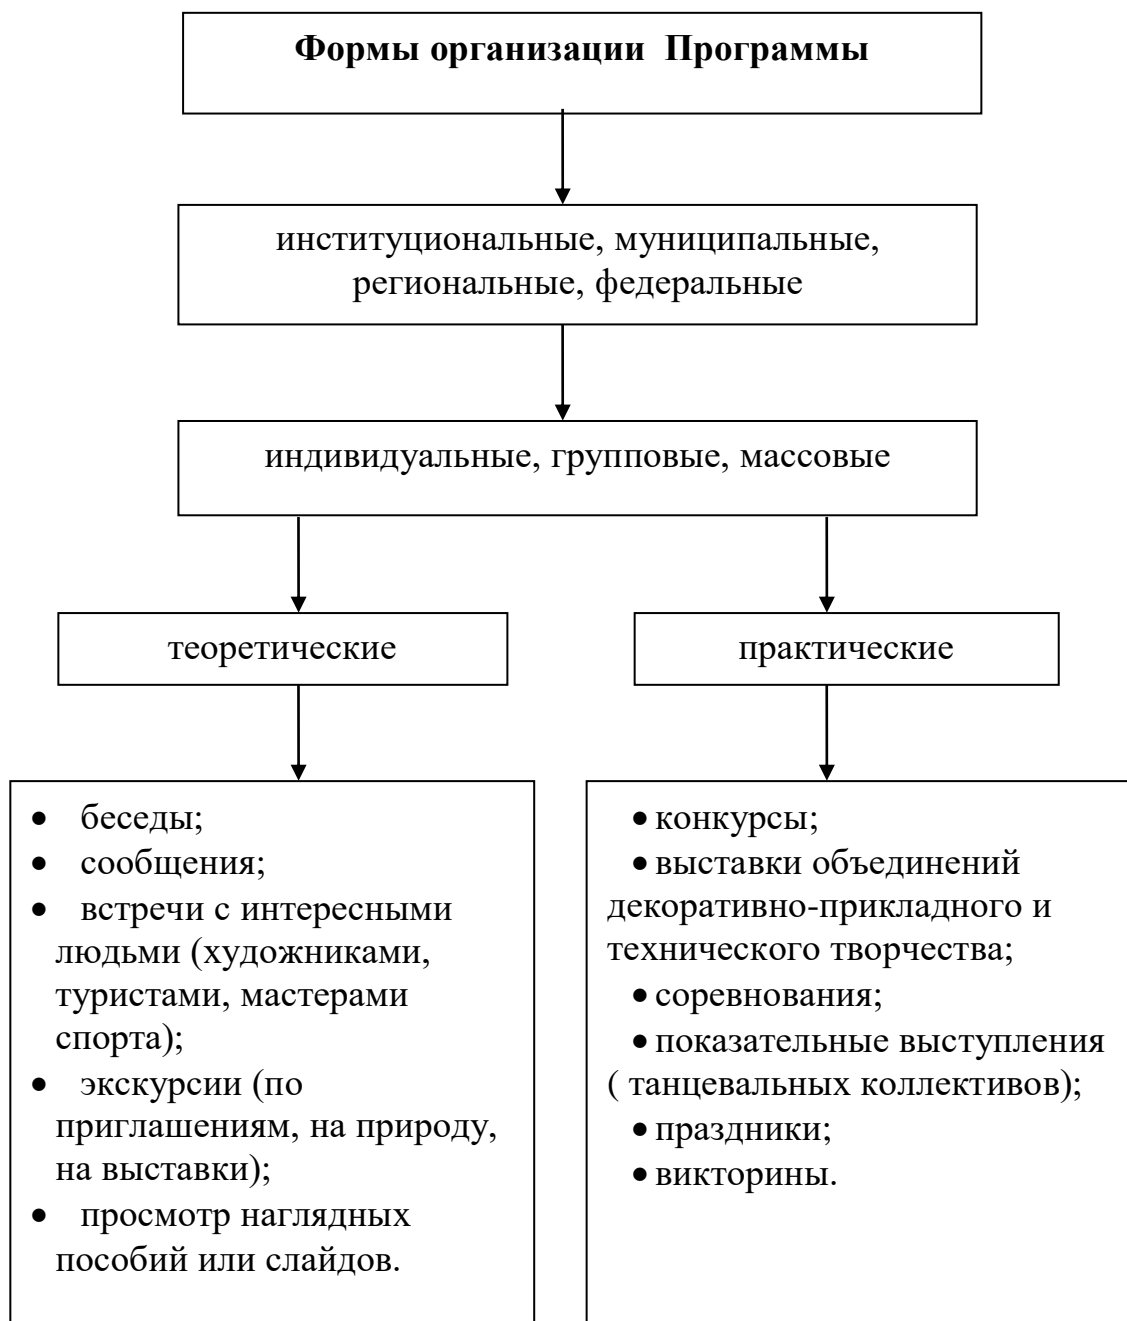 Формы организации  Программы
институциональные, муниципальные,
региональные, федеральные
индивидуальные, групповые, массовые
теоретические
практические
• беседы;
• сообщения;
• встречи с интересными
людьми (художниками,
туристами, мастерами
спорта);
• экскурсии (по
приглашениям, на природу,
на выставки);
• просмотр наглядных
пособий или слайдов.
• конкурсы;
• выставки объединений
декоративно-прикладного и
технического творчества;
• соревнования;
• показательные выступления
( танцевальных коллективов);
• праздники;
• викторины.